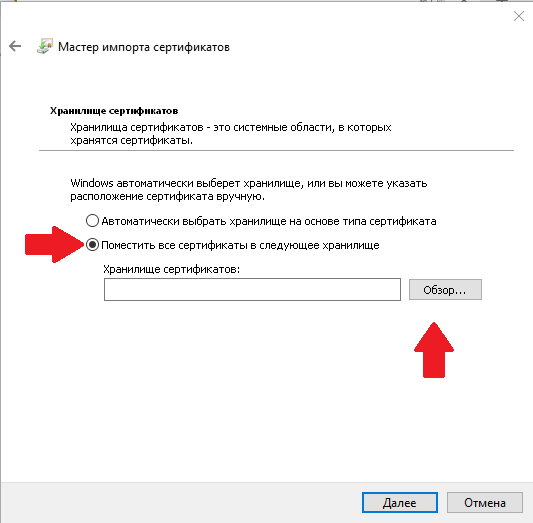 Мастер импорта сертификатов
Хранилище сертификатов
Хранилища сертификатов - это системные области, в которых
хранятся сертификаты.
Windows автоматически выберет хранилище, или вы можете указать
расположение сертификата вручную.
Автоматически выбрать хранилище на основе типа сертификата
Поместить все сертификаты в следующее хранилище
Хранилище сертификатов:
Обзор...
Далее
Отмена